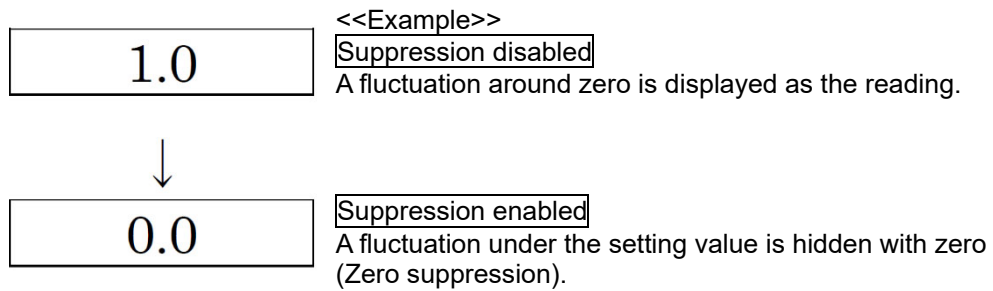 <<Example>>
Suppression disabled
1.0
A fluctuation around zero is displayed as the reading.
↓
Suppression enabled
0.0
A fluctuation under the setting value is hidden with zero
(Zero suppression).